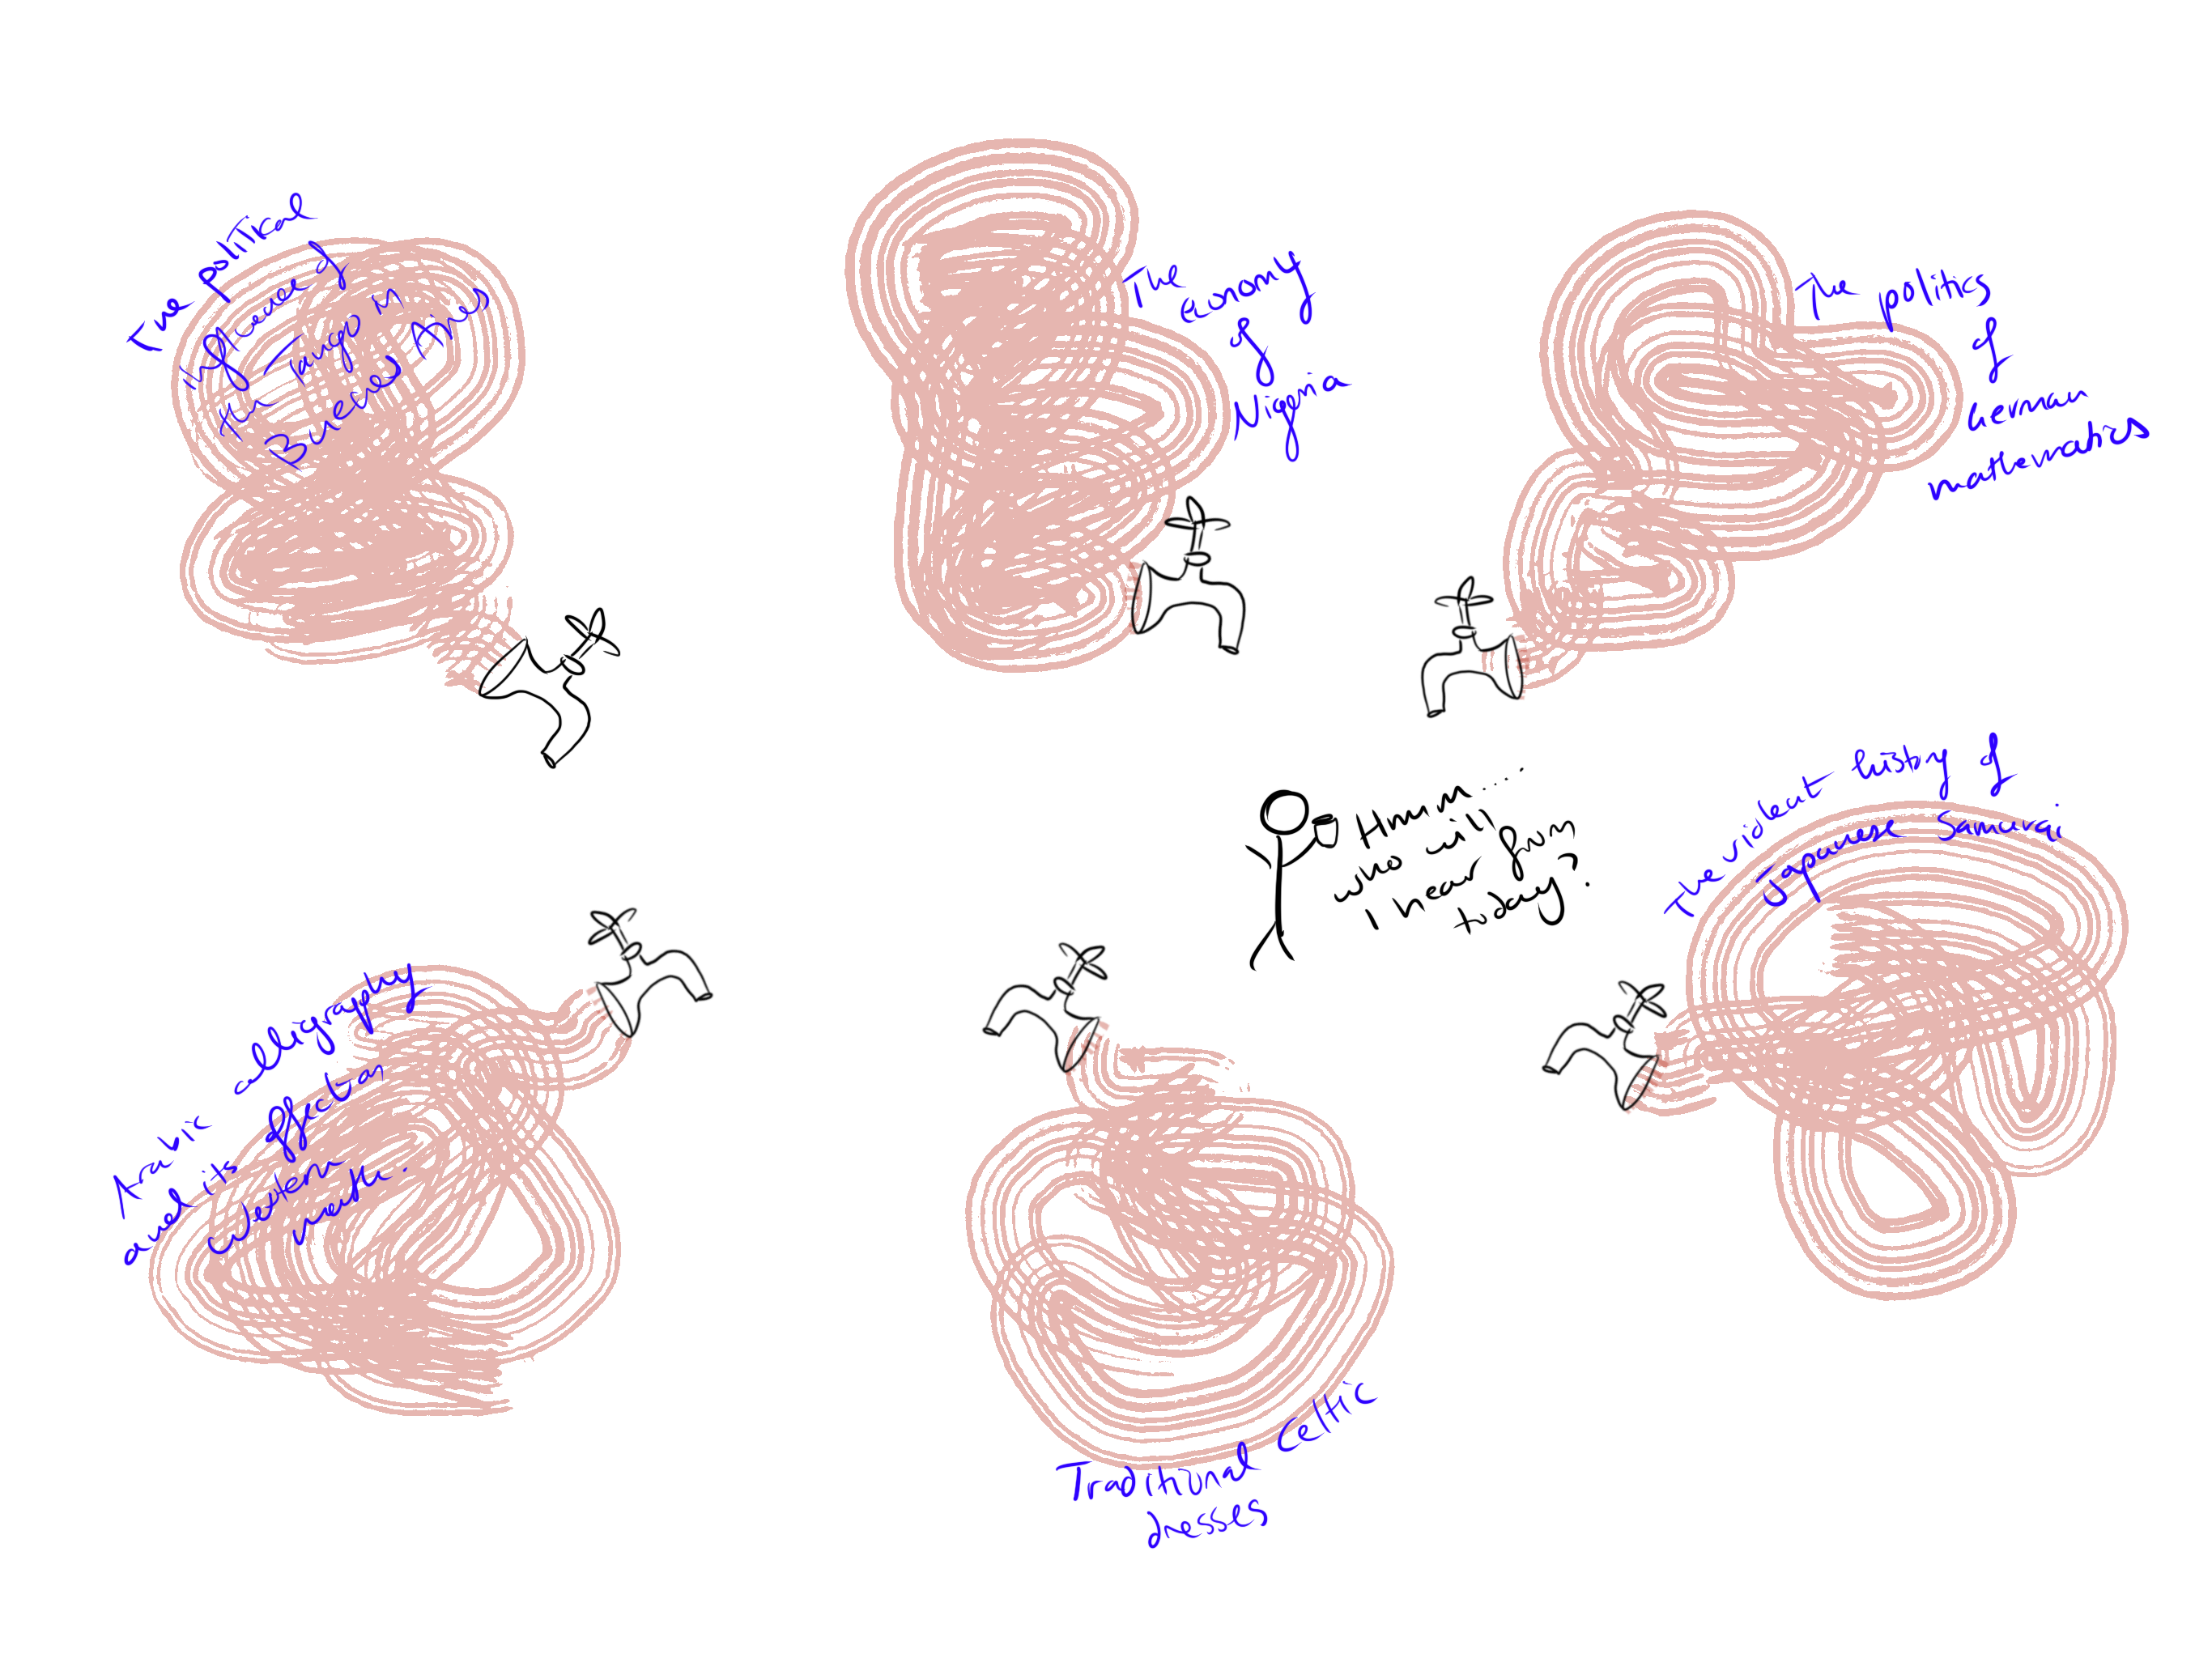 The political
influence of
the Tango in
Buenes Aires
The
economy
of
Nigeria
The politics
of
German
mathematics
Hmm.....
who will
I hear from
today?
The violent history of
Japanese Samurai
Arabic calligraphy
and its effect on
Western
math.
Traditional Celtic
dresses